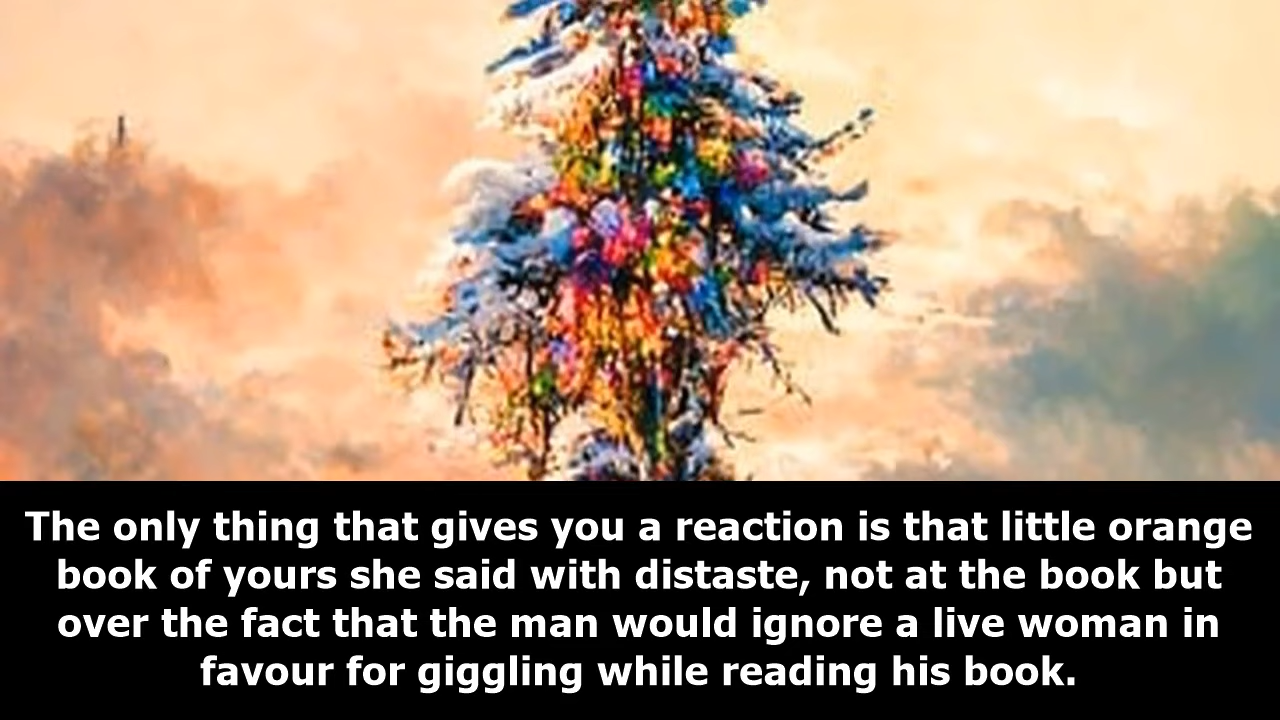 The only thing that gives you a reaction is that little orange
book of yours she said with distaste, not at the book but
over the fact that the man would ignore a live woman in
favour for giggling while reading his book.